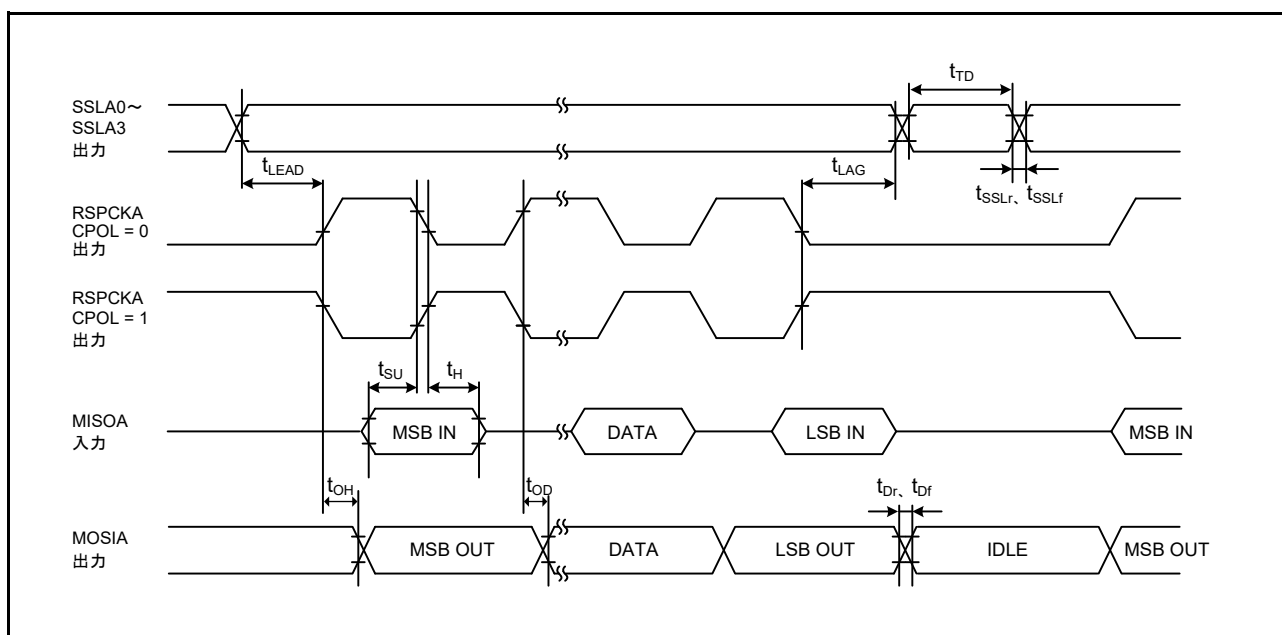 t_TD
SSLA0～
SSLA3
出力
t_LEAD
t_LAG
t_SSLr、t_SSLf
RSPCKA
CPOL = 0
出力
RSPCKA
CPOL = 1
出力
t_SU
t_H
MISOA
入力
MSB IN
DATA
LSB IN
MSB IN
t_OH
t_OD
t_Dr、t_Df
MOSIA
出力
MSB OUT
DATA
LSB OUT
IDLE
MSB OUT